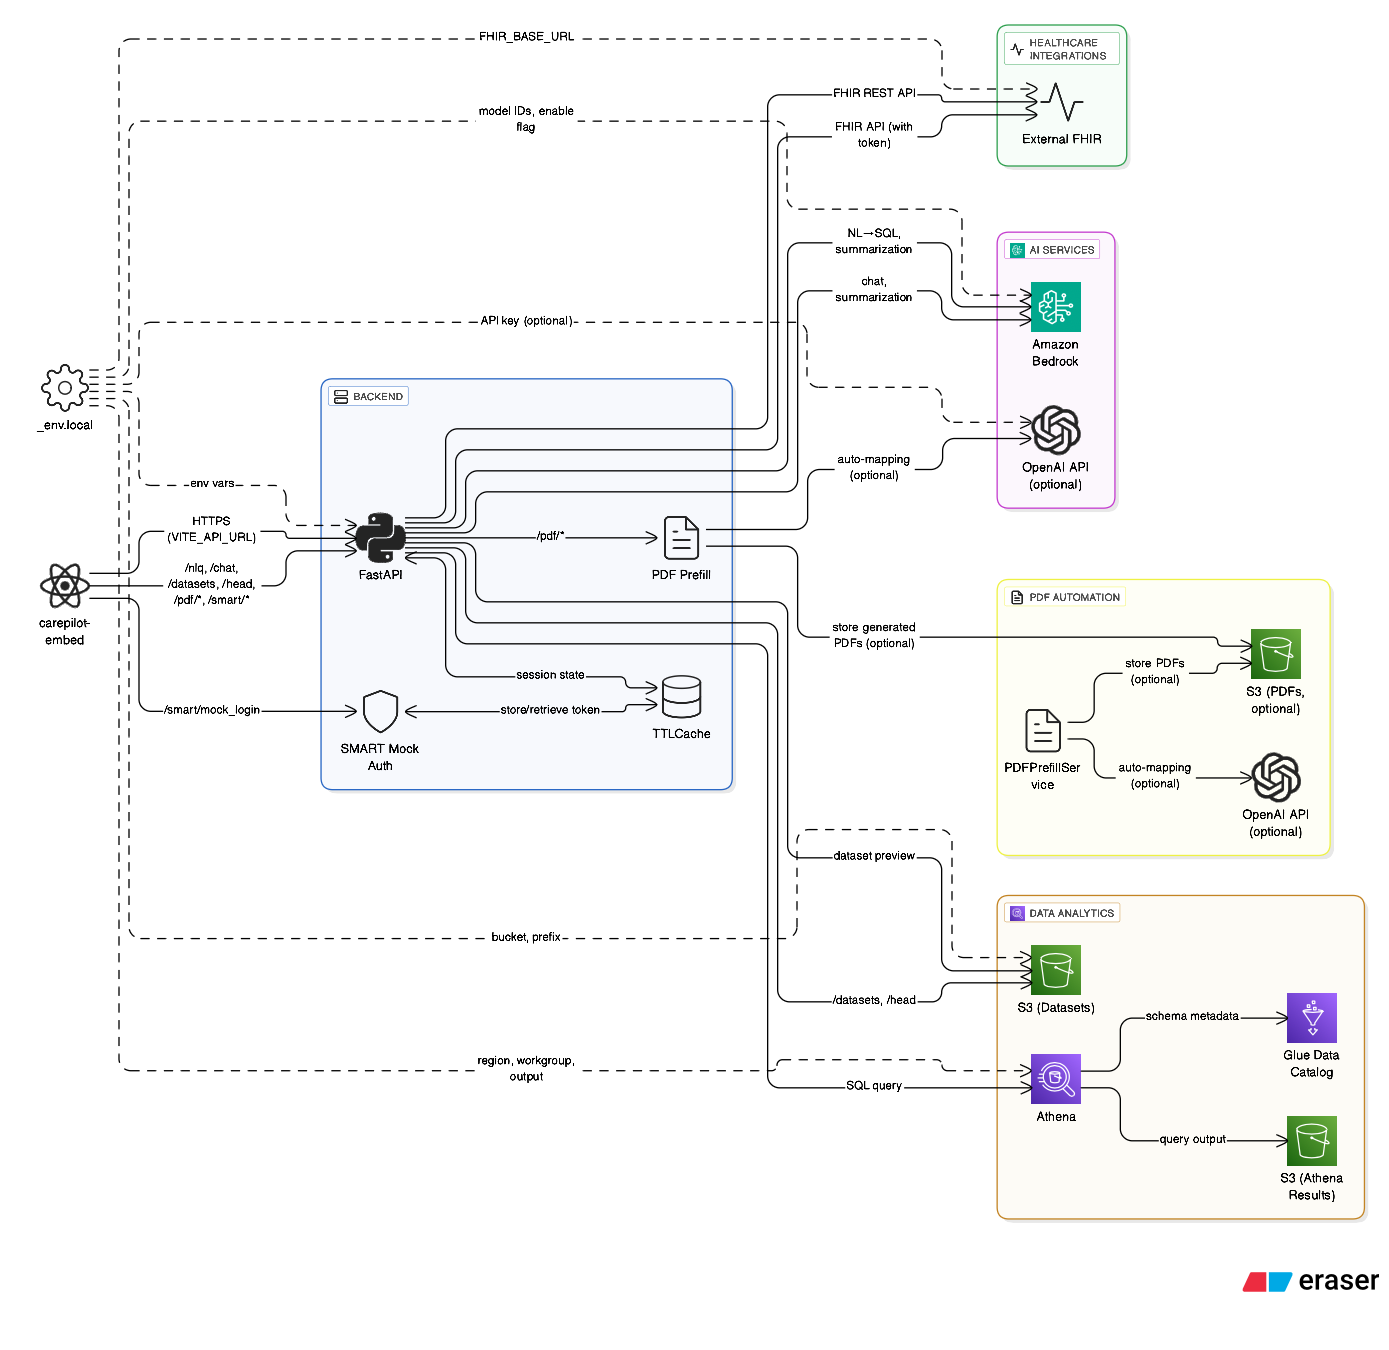 FHIR_BASE_URL
HEALTHCARE
INTEGRATIONS
FHIR REST API
model IDs, enable
flag
FHIR API (with
token)
External FHIR
NL→SQL,
summarization
AI SERVICES
chat,
summarization
API key (optional)
Amazon
Bedrock
_env.local
BACKEND
auto-mapping
(optional)
OpenAI API
(optional)
env vars
HTTPS
(VITE_API_URL)
/pdf/*
FastAPI
PDF Prefill
/nlq, /chat,
/datasets, /head,
/pdf/*, /smart/*
carepilot-
embed
PDF AUTOMATION
store generated
PDFs (optional)
store PDFs
(optional)
S3 (PDFs,
optional)
session state
/smart/mock_login
store/retrieve token
TTLCache
SMART Mock
Auth
PDFPrefillSer
vice
auto-mapping
(optional)
OpenAI API
(optional)
dataset preview
DATA ANALYTICS
bucket, prefix
/datasets, /head
S3 (Datasets)
schema metadata
Glue Data
Catalog
region, workgroup,
output
SQL query
Athena
query output
S3 (Athena
Results)
eraser